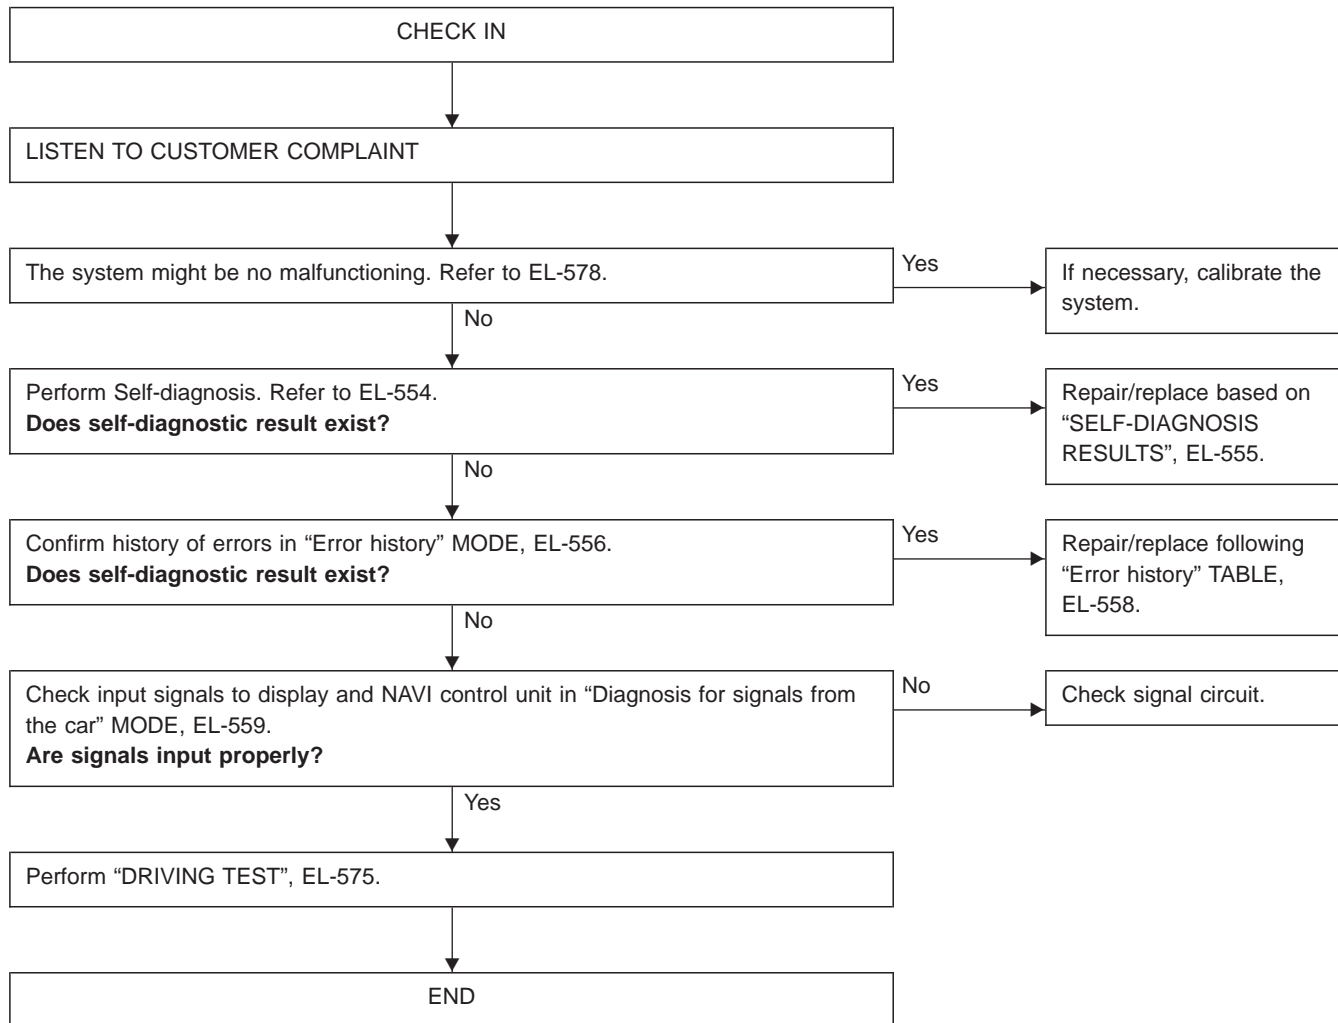 CHECK IN
LISTEN TO CUSTOMER COMPLAINT
The system might be no malfunctioning. Refer to EL-578.
Yes
If necessary, calibrate the
system.
No
Perform Self-diagnosis. Refer to EL-554.
Does self-diagnostic result exist?
Yes
Repair/replace based on
“SELF-DIAGNOSIS
RESULTS”, EL-555.
No
Confirm history of errors in “Error history” MODE, EL-556.
Does self-diagnostic result exist?
Yes
Repair/replace following
“Error history” TABLE,
EL-558.
No
Check input signals to display and NAVI control unit in “Diagnosis for signals from
the car” MODE, EL-559.
Are signals input properly?
No
Check signal circuit.
Yes
Perform “DRIVING TEST”, EL-575.
END